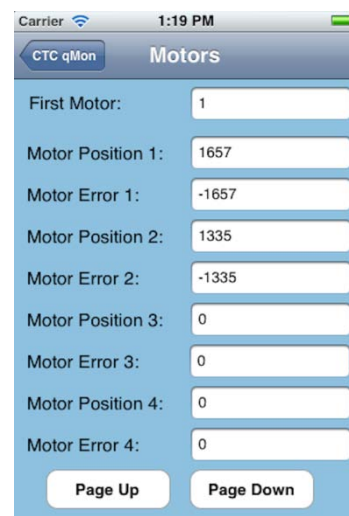 Carrier 1:19 PM
CTC qMon Motors
First Motor: 1
Motor Position 1: 1657
Motor Error 1: -1657
Motor Position 2: 1335
Motor Error 2: -1335
Motor Position 3: 0
Motor Error 3: 0
Motor Position 4: 0
Motor Error 4: 0
Page Up Page Down